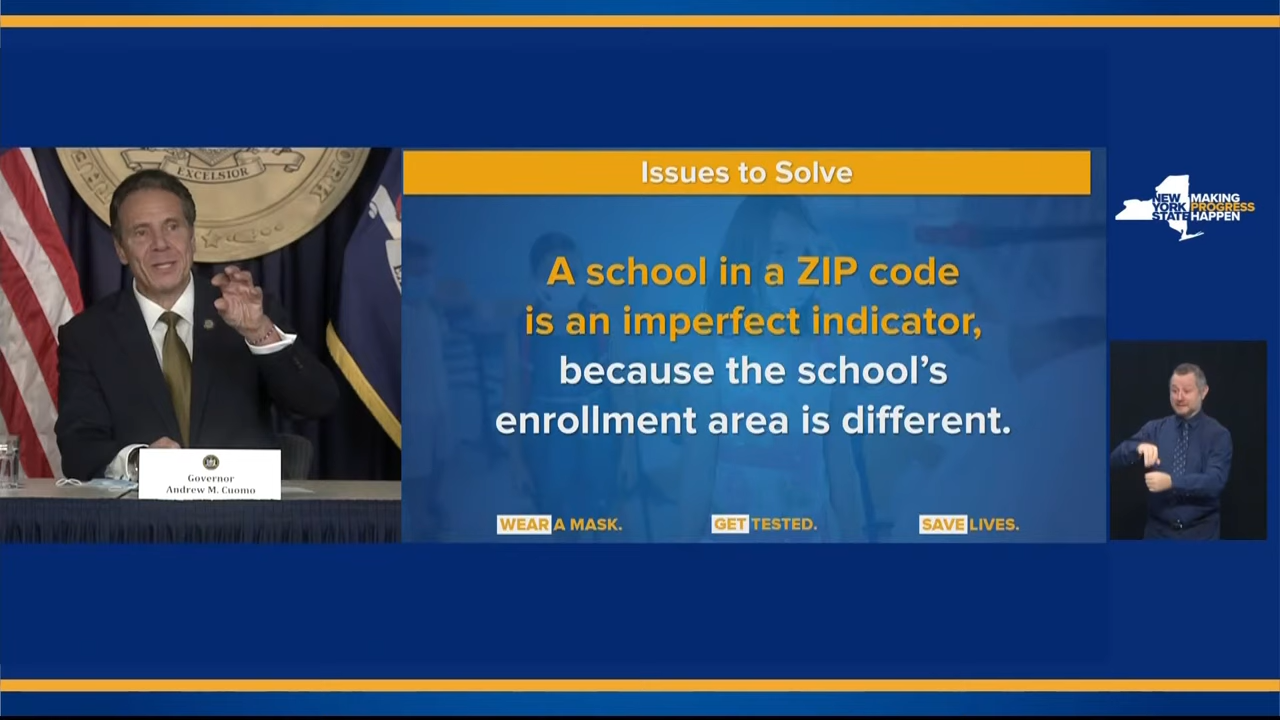 EXCELSIOR
Governor
Andrew M. Cuomo
Issues to Solve
A school in a ZIP code
is an imperfect indicator,
because the school's
enrollment area is different.
WEAR A MASK.
GET TESTED.
SAVE LIVES.
NEW
YORK
STATE
MAKING
PROGRESS
HAPPEN